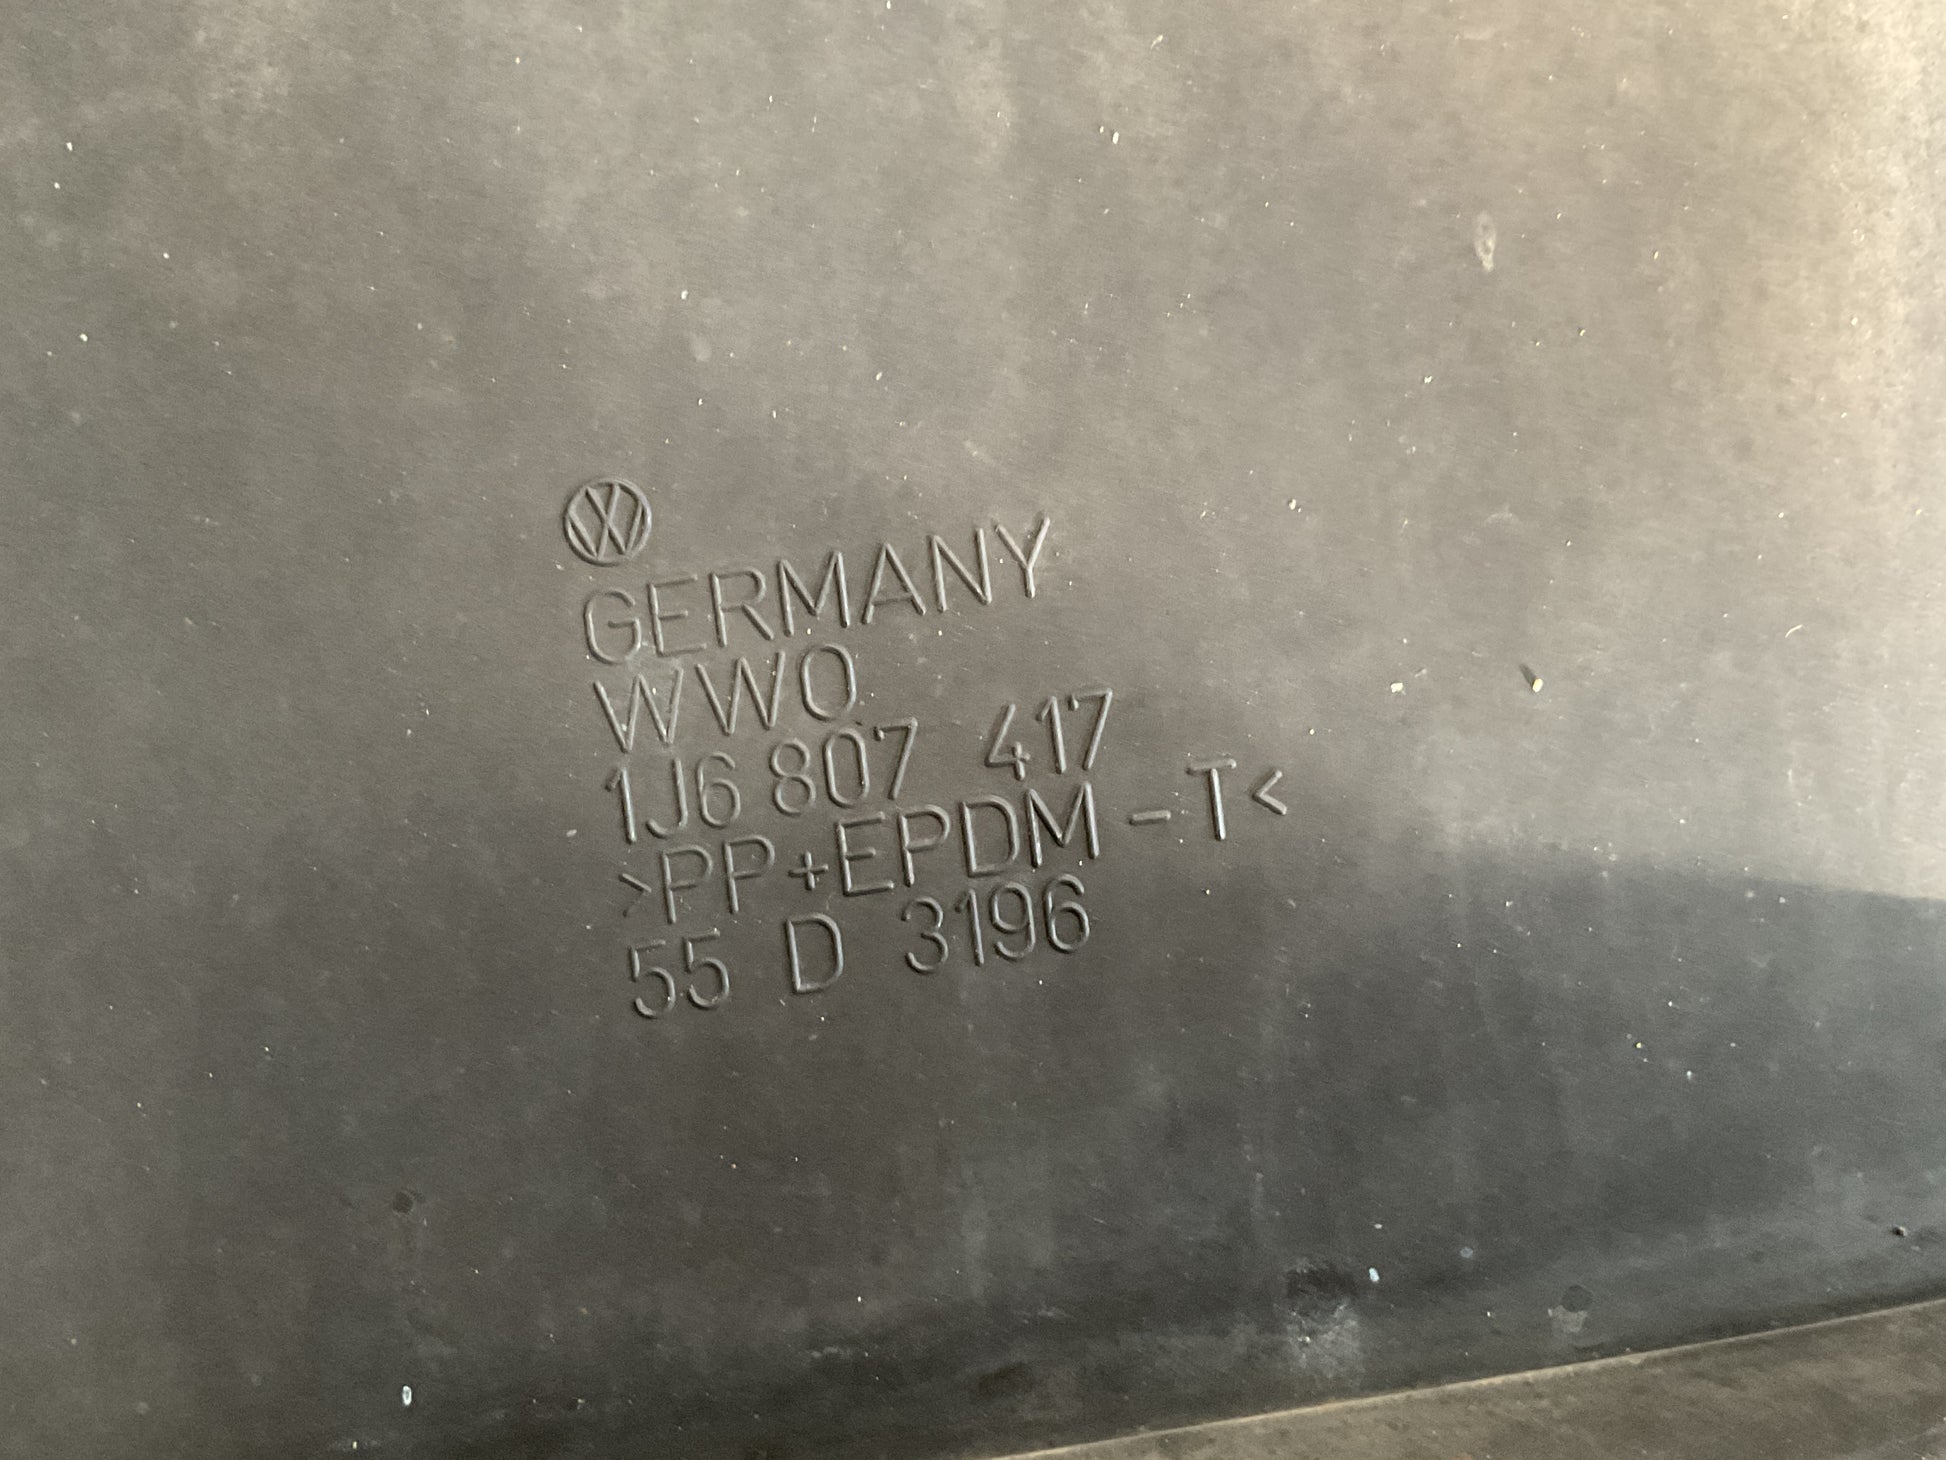 GERMANY
WWO
1J6 807 417
>PP+EPDM-T<
55 D 3196